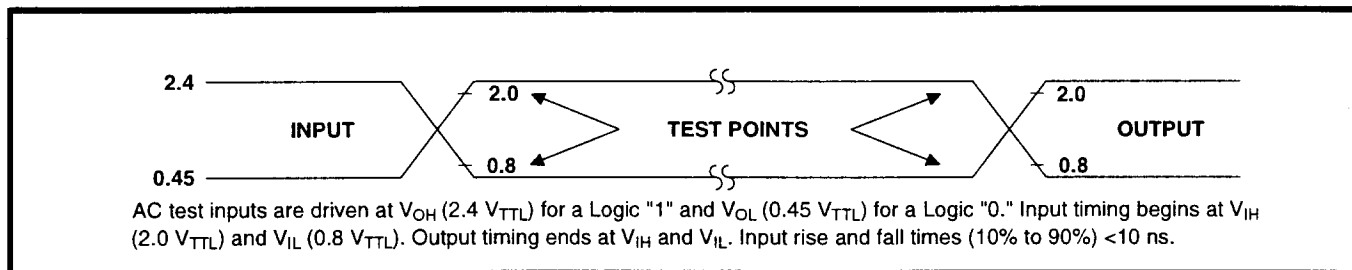 2.4
2.0
2.0
INPUT
TEST POINTS
OUTPUT
0.8
0.8
0.45
AC test inputs are driven at VOH (2.4 VTTL) for a Logic "1" and VOL (0.45 VTTL) for a Logic "0." Input timing begins at VIH
(2.0 VTTL) and VIL (0.8 VTTL). Output timing ends at VIH and VIL. Input rise and fall times (10% to 90%) <10 ns.